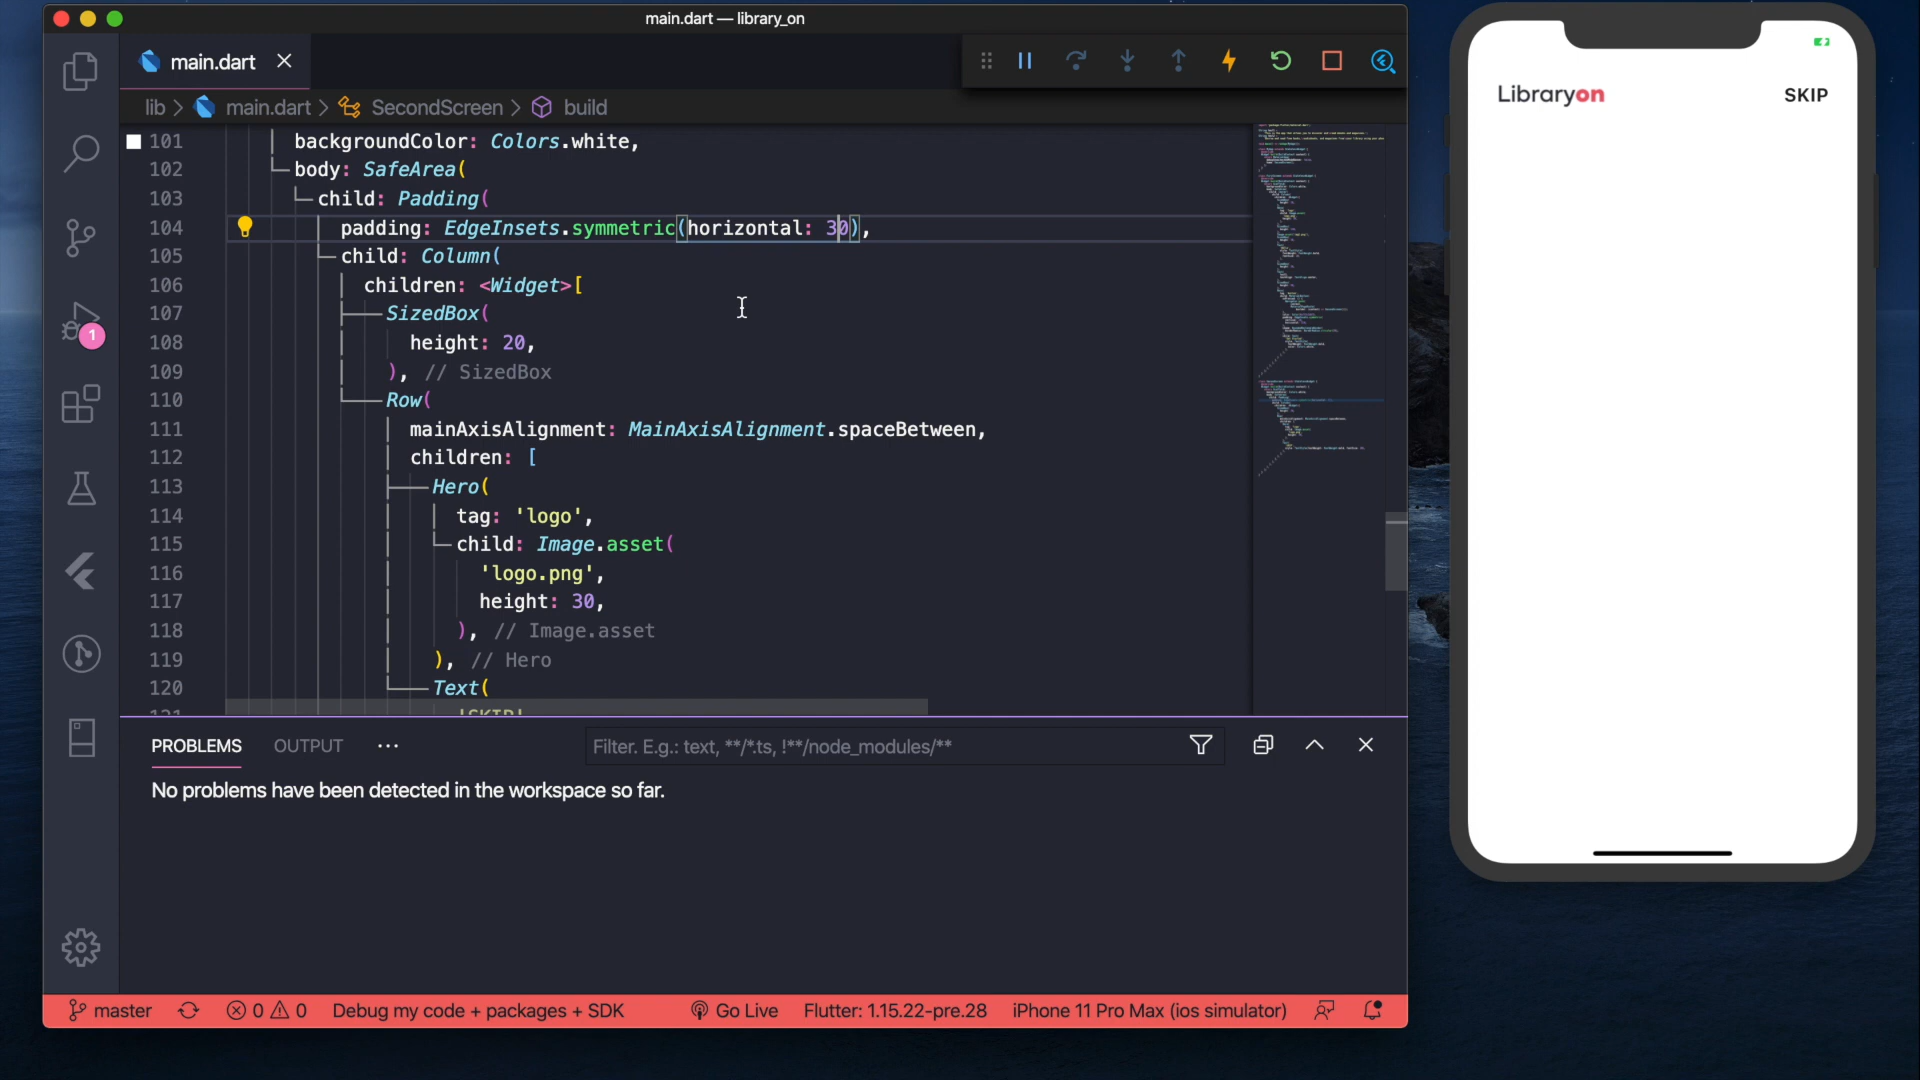 main.dart — library_on
main.dart
lib > main.dart > SecondScreen > build
101 backgroundColor: Colors.white,
102 body: SafeArea(
103 child: Padding(
104 padding: EdgeInsets.symmetric(horizontal: 30),
105 child: Column(
106 children: <Widget>[
107 SizedBox(
108 height: 20,
109 ), // SizedBox
110 Row(
111 mainAxisAlignment: MainAxisAlignment.spaceBetween,
112 children: [
113 Hero(
114 tag: 'logo',
115 child: Image.asset(
116 'logo.png',
117 height: 30,
118 ), // Image.asset
119 ), // Hero
120 Text(
121 'SKIP'
1
PROBLEMS OUTPUT ···
Filter. E.g.: text, **/*.ts, !**/node_modules/**
No problems have been detected in the workspace so far.
master 0 0 Debug my code + packages + SDK Go Live Flutter: 1.15.22-pre.28 iPhone 11 Pro Max (ios simulator)
Libraryon SKIP